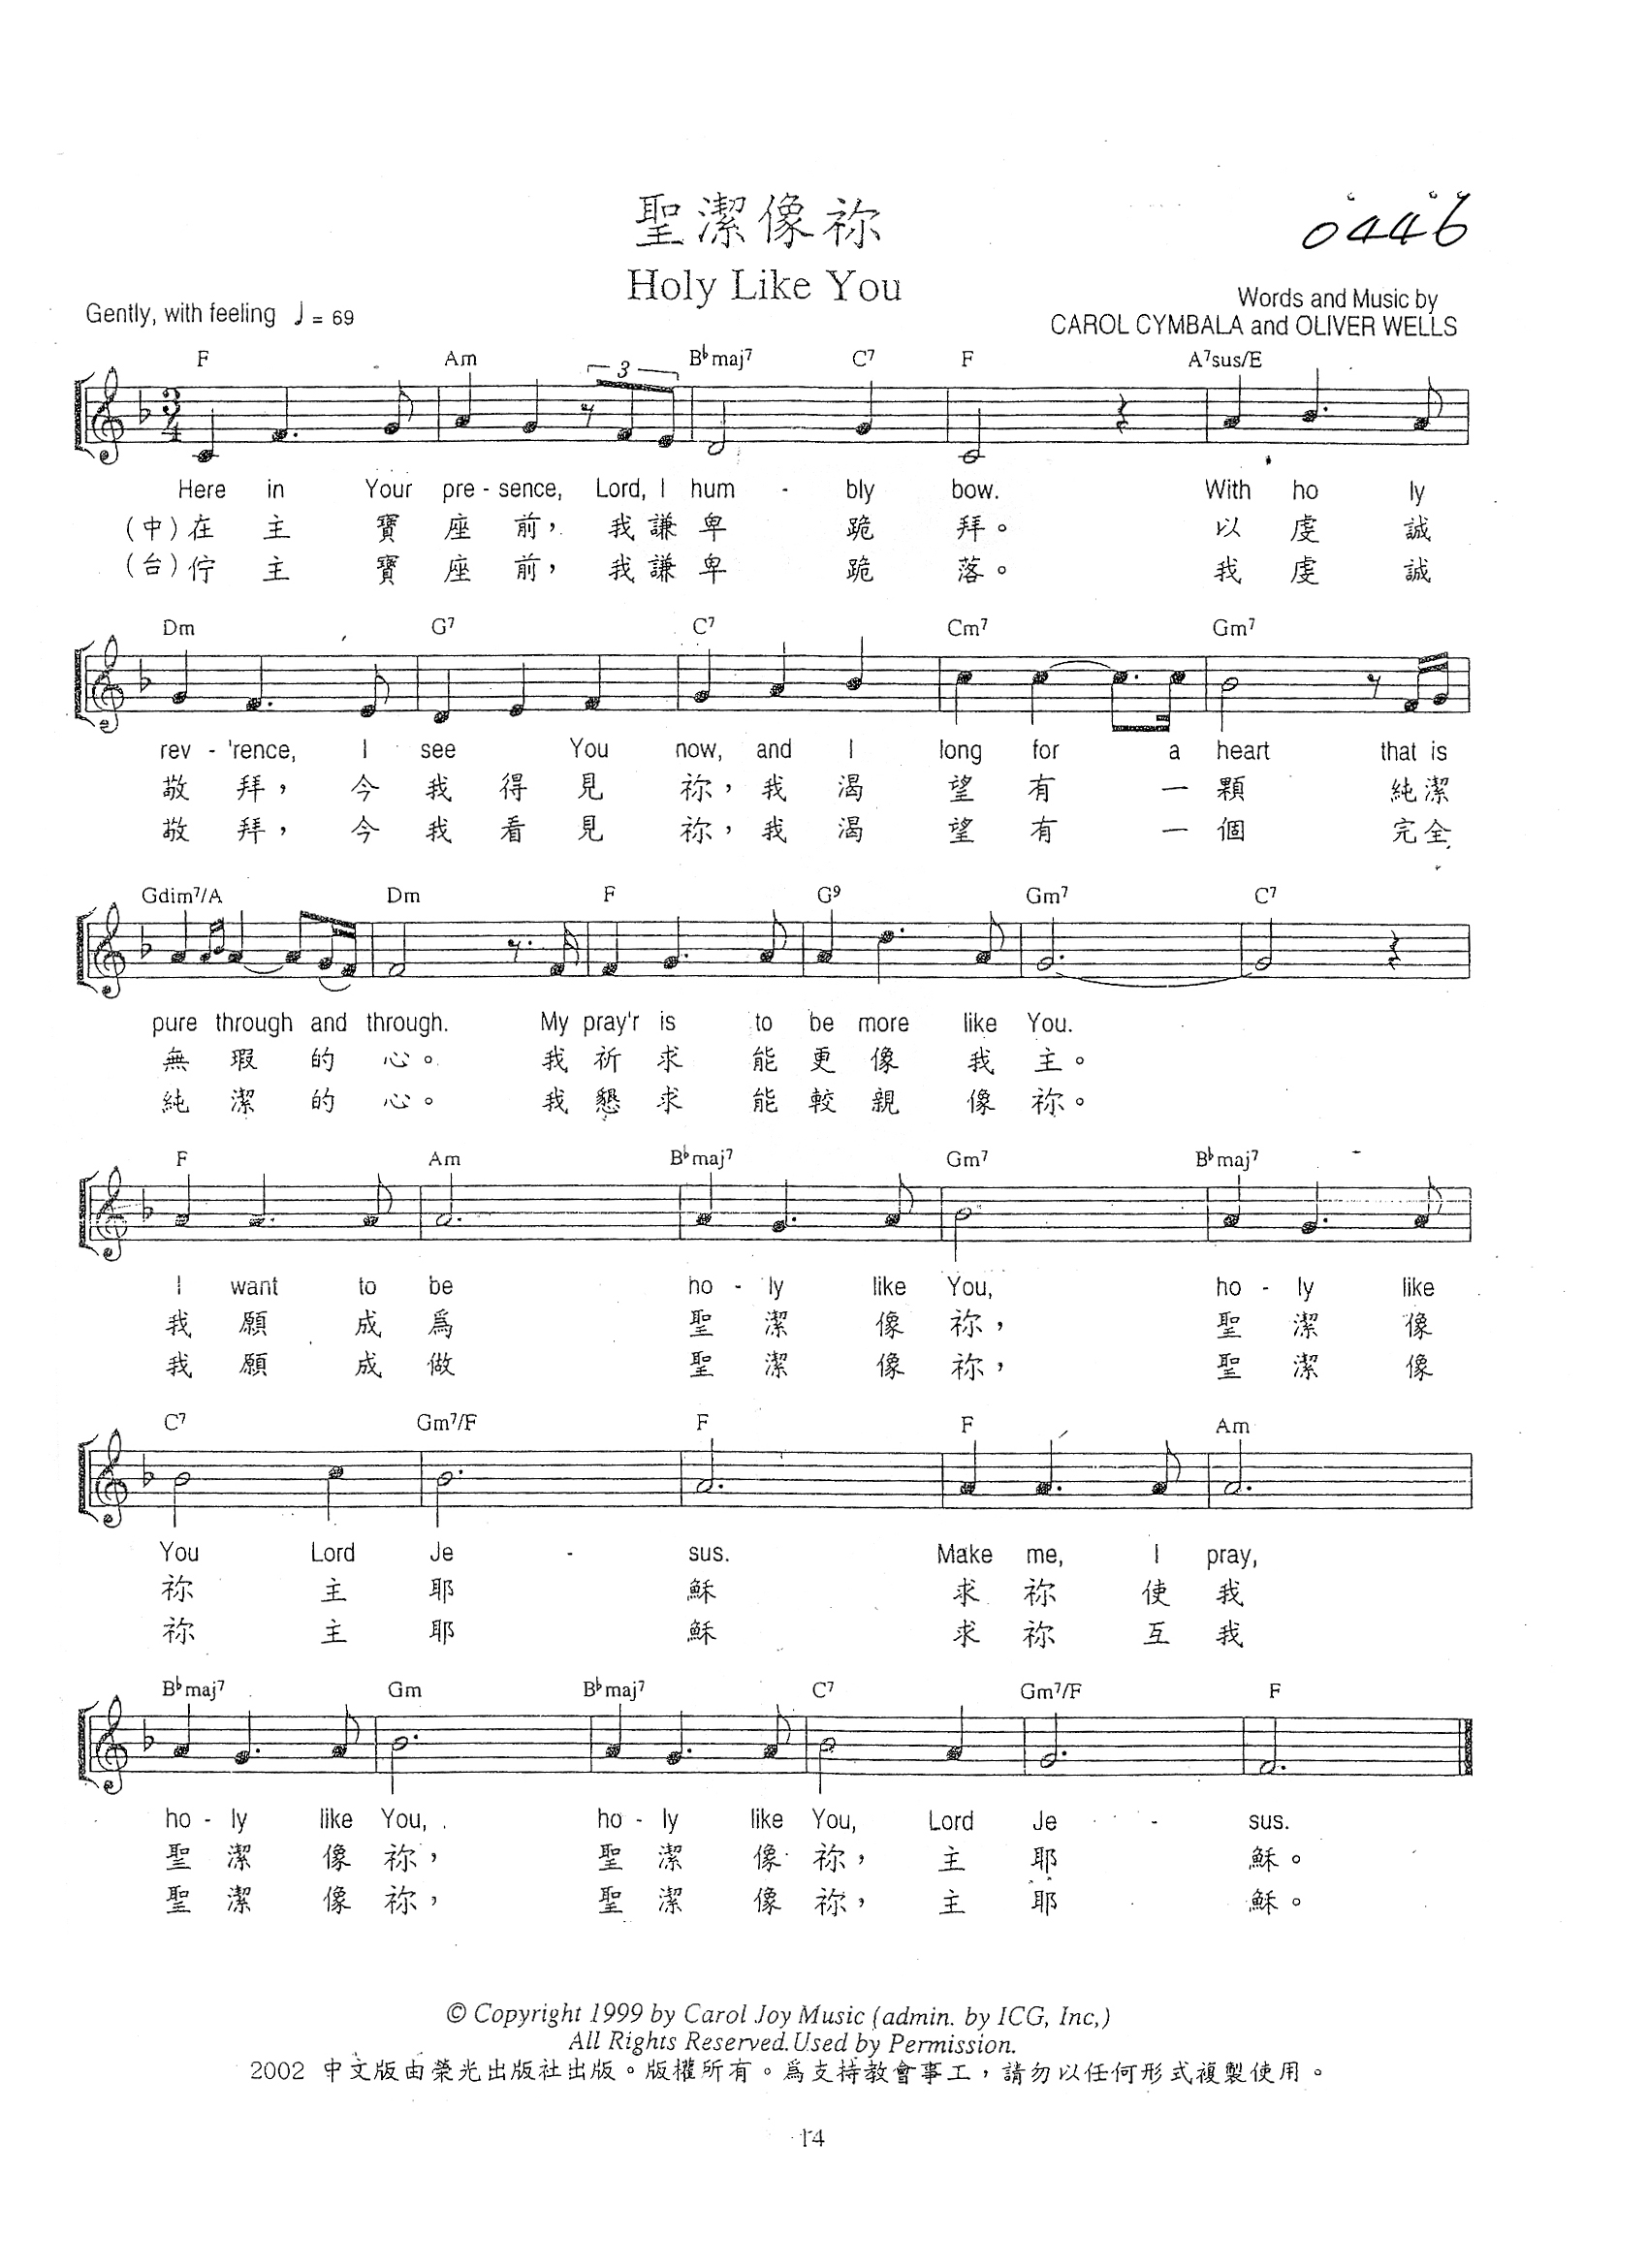 聖潔像祢
0446
Holy Like You
Words and Music by
Gently, with feeling ♩ = 69
CAROL CYMBALA and OLIVER WELLS
F Am B♭maj7 C7 F A7sus/E
3
Here in Your pre - sence, Lord, I hum - bly bow. With ho ly
(中)在 主 寶 座 前， 我 謙 卑 跪 拜。 以 虔 誠
(台)佇 主 寶 座 前， 我 謙 卑 跪 落。 我 虔 誠
Dm G7 C7 Cm7 Gm7
rev - 'rence, I see You now, and I long for a heart that is
敬 拜， 今 我 得 見 祢，我 渴 望 有 一 顆 純潔
敬 拜， 今 我 看 見 祢，我 渴 望 有 一 個 完全
Gdim7/A Dm F G9 Gm7 C7
pure through and through. My pray'r is to be more like You.
無 瑕 的 心。 我 祈 求 能 更 像 我 主。
純 潔 的 心。 我 懇 求 能 較 親 像 祢。
F Am B♭maj7 Gm7 B♭maj7
I want to be ho - ly like You, ho - ly like
我 願 成 爲 聖 潔 像 祢， 聖 潔 像
我 願 成 做 聖 潔 像 祢， 聖 潔 像
C7 Gm7/F F F Am
You Lord Je - sus. Make me, I pray,
祢 主 耶 穌 求 祢 使 我
祢 主 耶 穌 求 祢 互 我
B♭maj7 Gm B♭maj7 C7 Gm7/F F
ho - ly like You, ho - ly like You, Lord Je - sus.
聖 潔 像 祢， 聖 潔 像 祢， 主 耶 穌。
聖 潔 像 祢， 聖 潔 像 祢， 主 耶 穌。
© Copyright 1999 by Carol Joy Music (admin. by ICG, Inc,)
All Rights Reserved. Used by Permission.
2002 中文版由榮光出版社出版。版權所有。爲支持教會事工，請勿以任何形式複製使用。
14